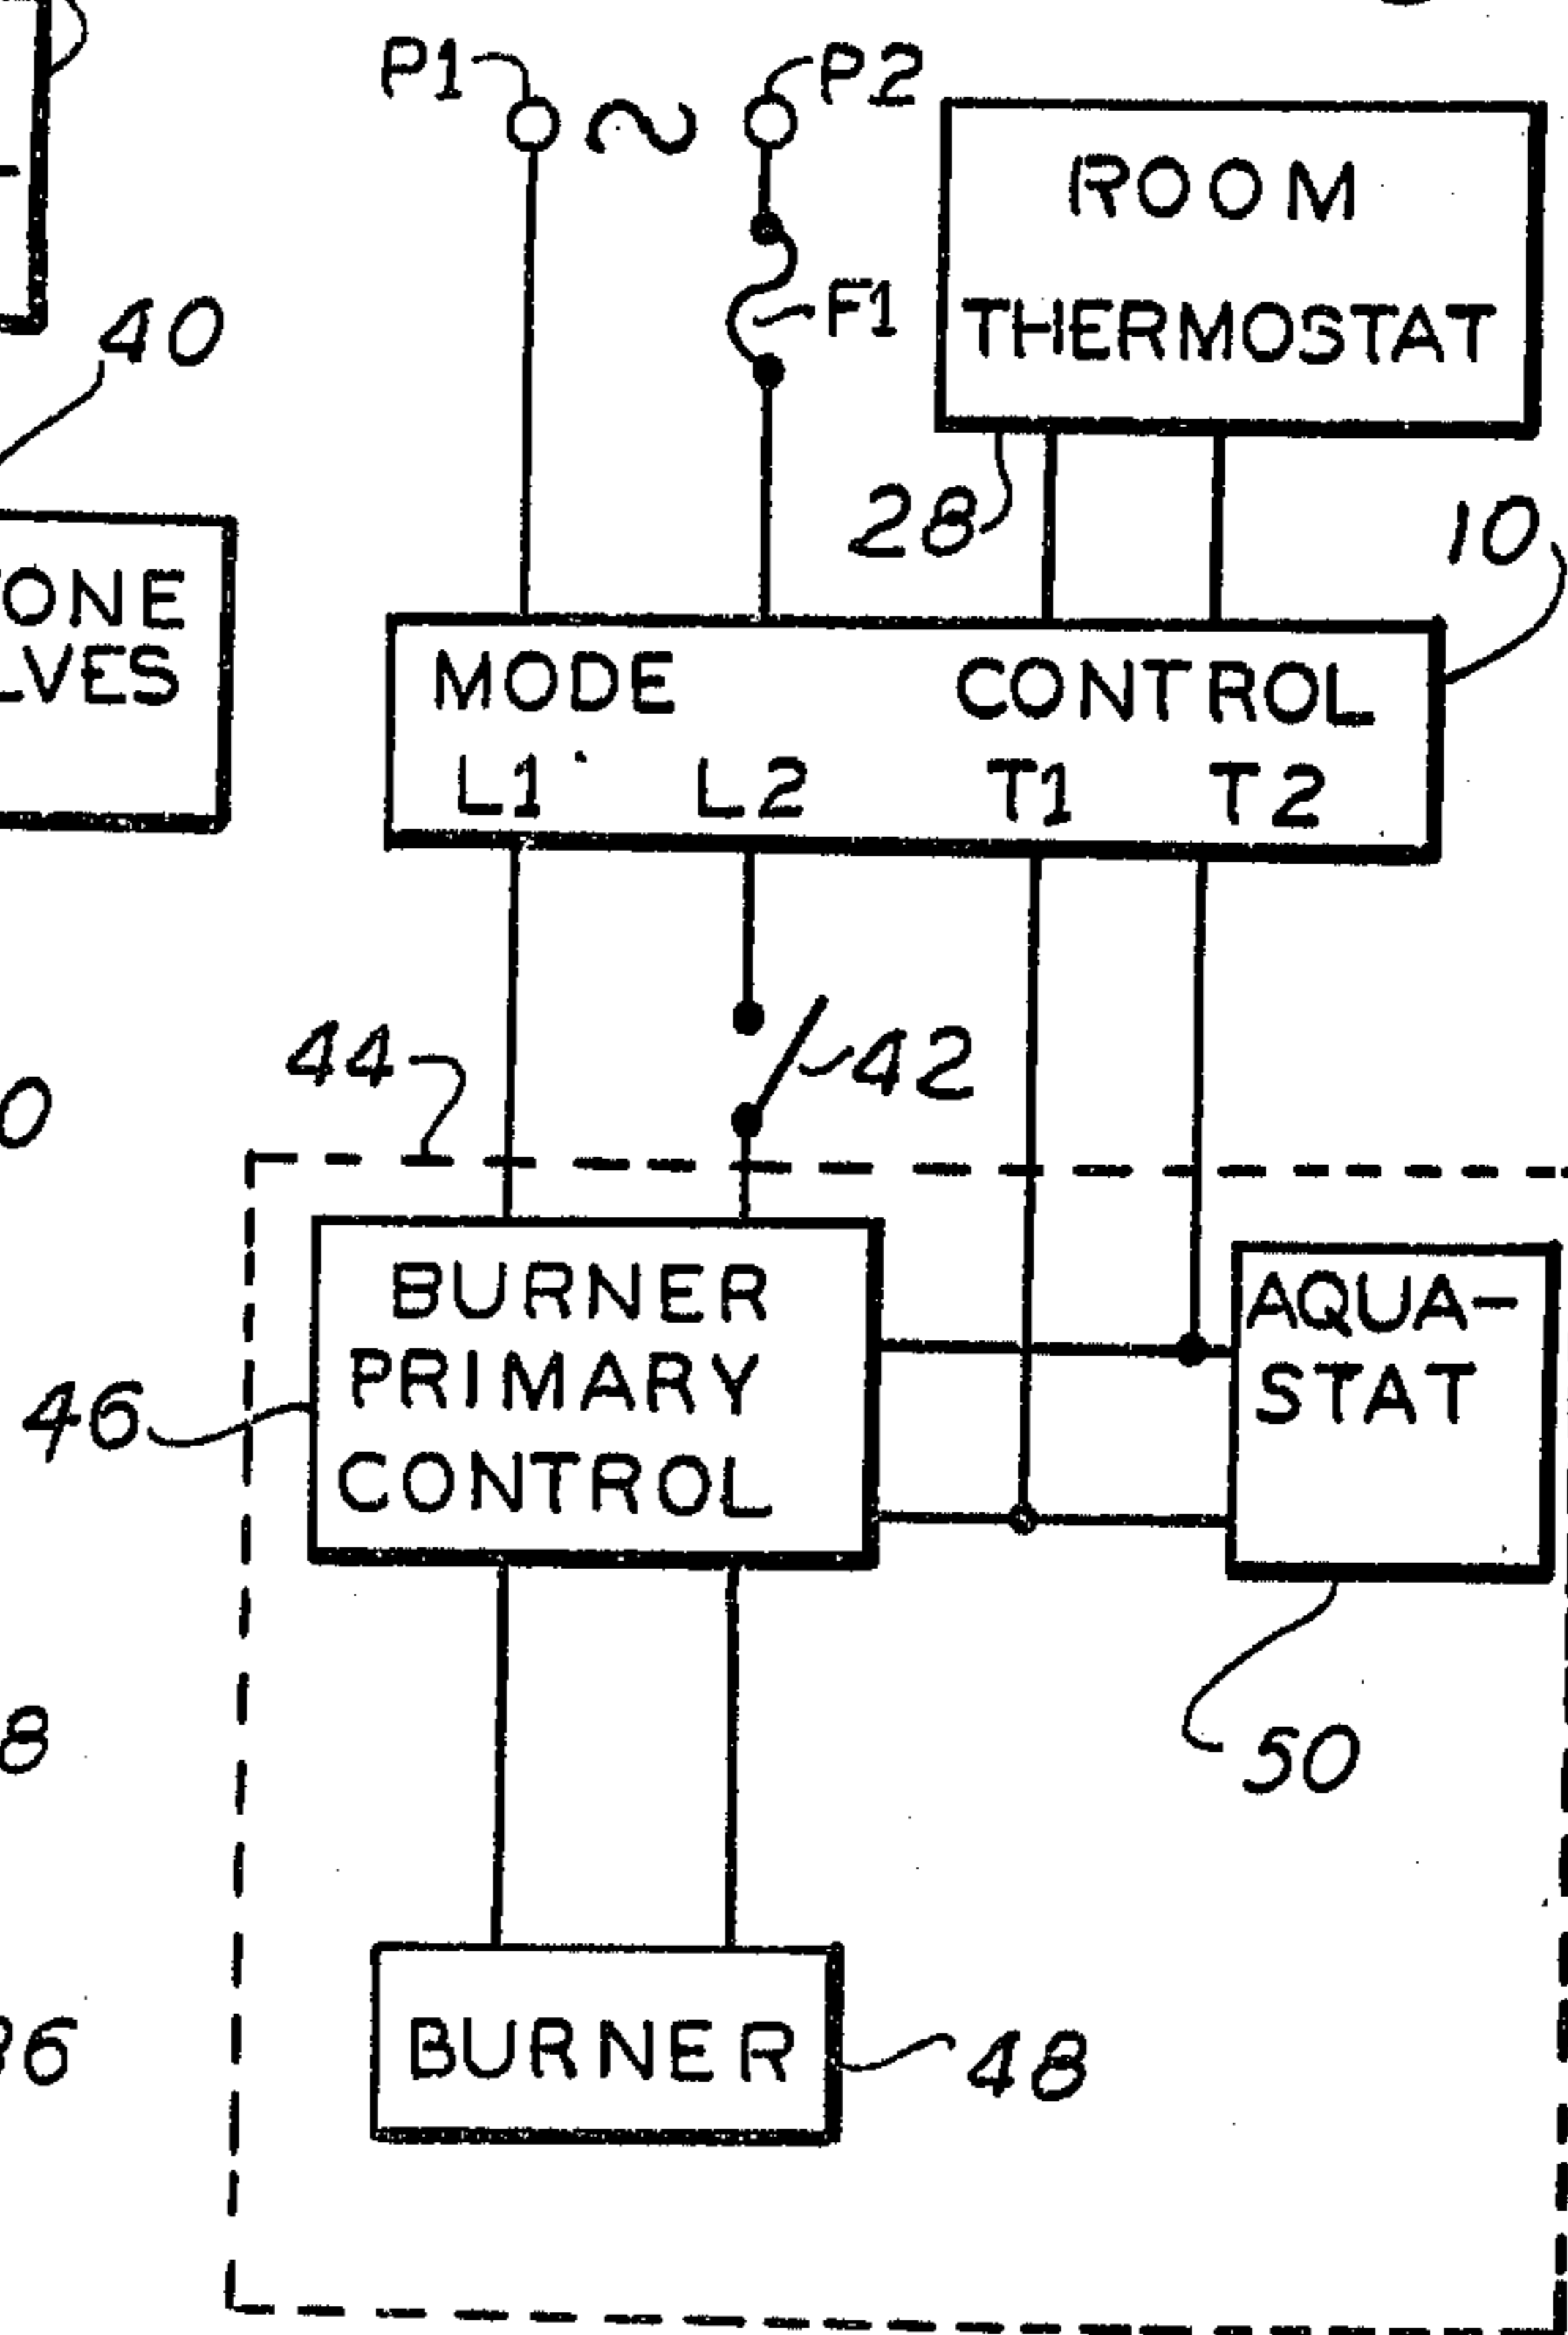 P1
P2
ROOM
THERMOSTAT
F1
40
28
10
ONE
VES
MODE CONTROL
L1 L2 T1 T2
44
42
BURNER
PRIMARY
CONTROL
AQUA-
STAT
46
50
BURNER
48